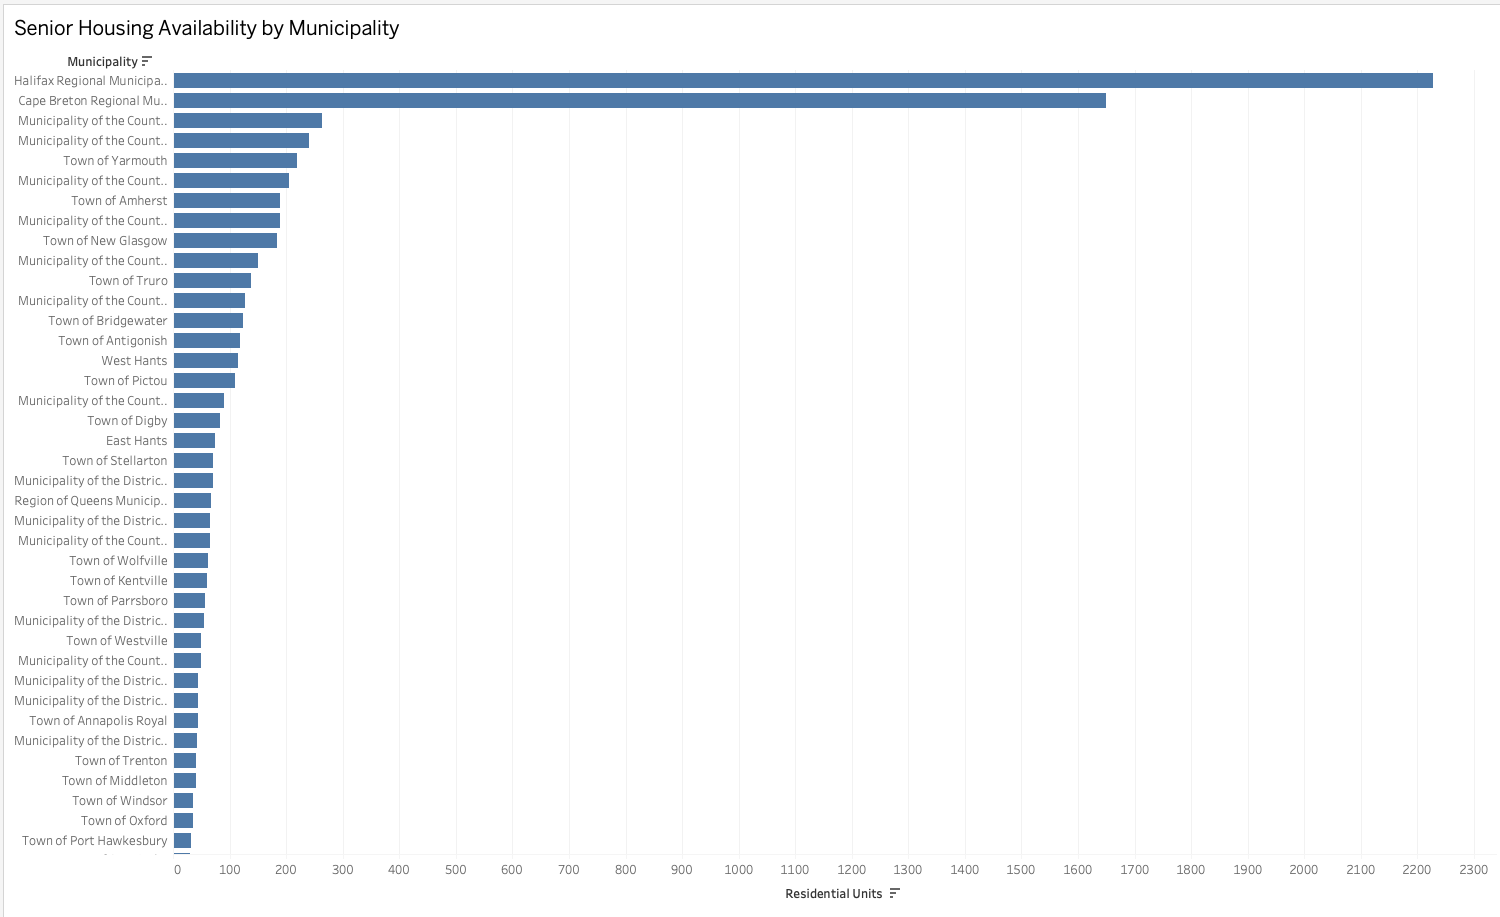 Senior Housing Availability by Municipality
Municipality
Halifax Regional Municipa..
Cape Breton Regional Mu..
Municipality of the Count..
Municipality of the Count..
Town of Yarmouth
Municipality of the Count..
Town of Amherst
Municipality of the Count..
Town of New Glasgow
Municipality of the Count..
Town of Truro
Municipality of the Count..
Town of Bridgewater
Town of Antigonish
West Hants
Town of Pictou
Municipality of the Count..
Town of Digby
East Hants
Town of Stellarton
Municipality of the Distric..
Region of Queens Municip..
Municipality of the Distric..
Municipality of the Count..
Town of Wolfville
Town of Kentville
Town of Parrsboro
Municipality of the Distric..
Town of Westville
Municipality of the Count..
Municipality of the Distric..
Municipality of the Distric..
Town of Annapolis Royal
Municipality of the Distric..
Town of Trenton
Town of Middleton
Town of Windsor
Town of Oxford
Town of Port Hawkesbury
0 100 200 300 400 500 600 700 800 900 1000 1100 1200 1300 1400 1500 1600 1700 1800 1900 2000 2100 2200 2300
Residential Units